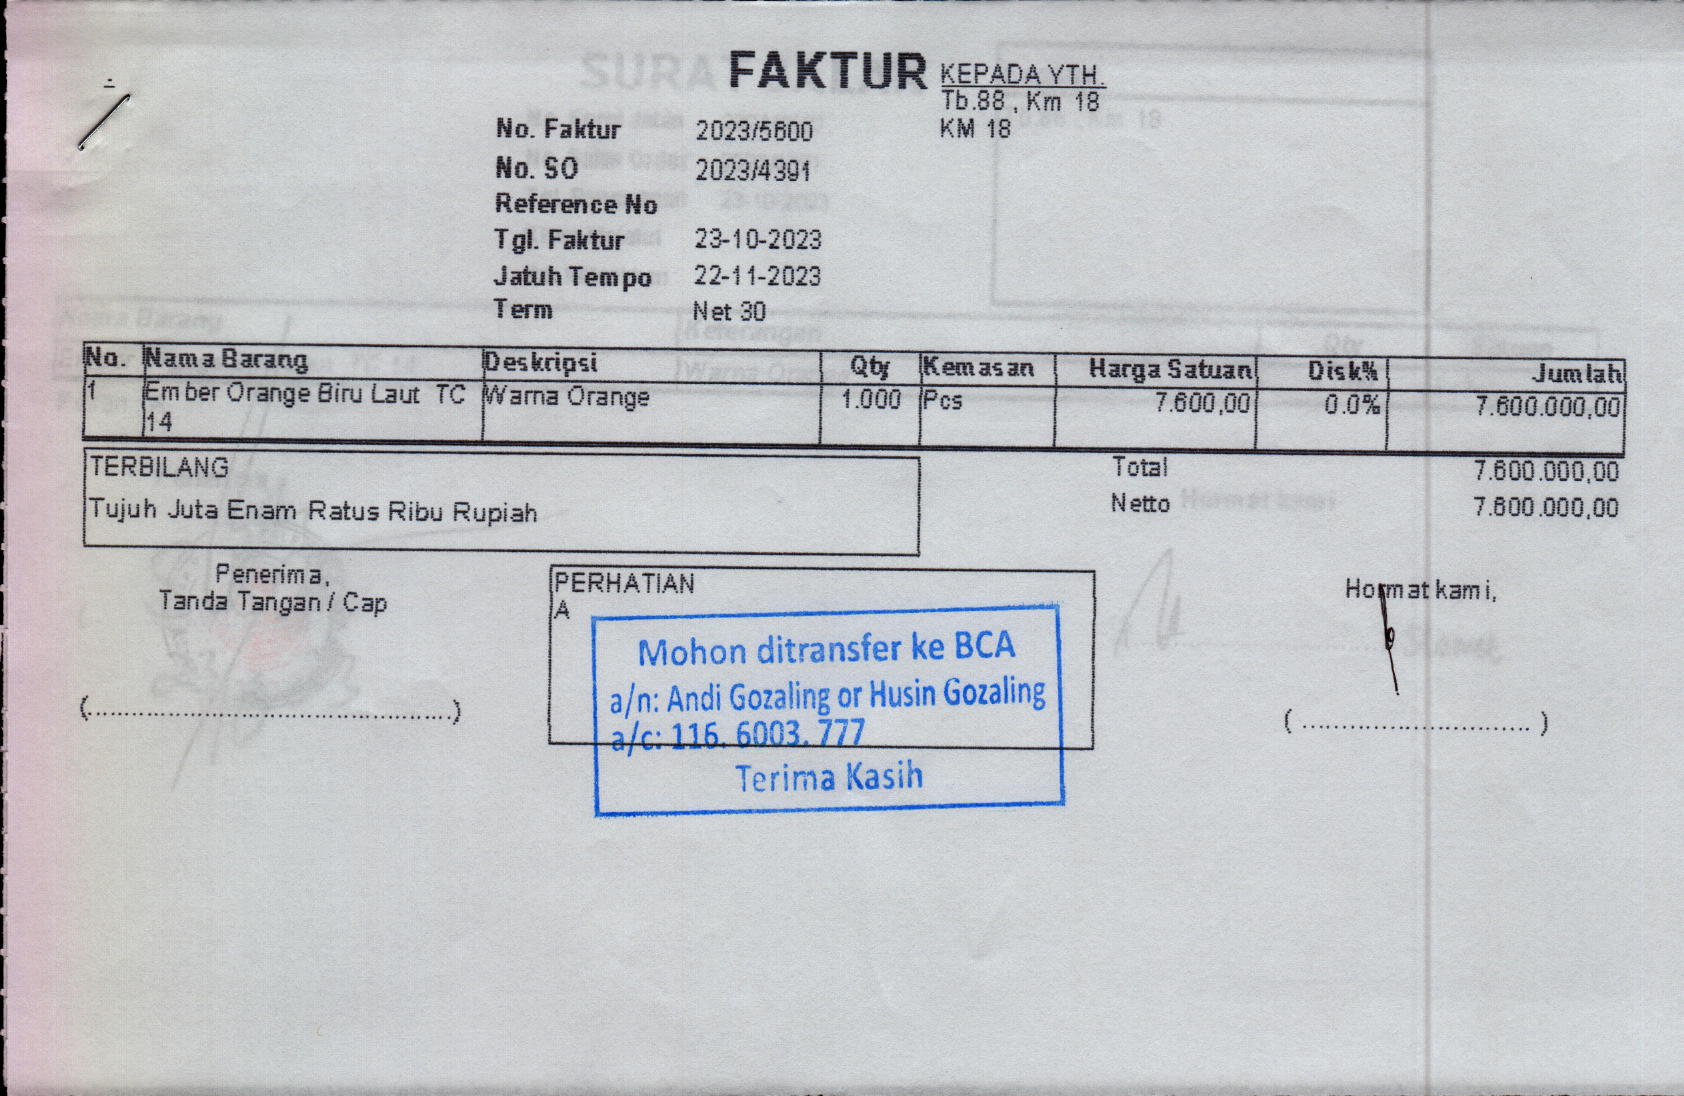 FAKTUR
KEPADA YTH.
Tb.88 , Km 18
KM 18
No. Faktur 2023/5600
No. SO 2023/4391
Reference No
Tgl. Faktur 23-10-2023
Jatuh Tempo 22-11-2023
Term Net 30
No. Nama Barang Deskripsi Qty Kemasan Harga Satuan Disk% Jumlah
1 Ember Orange Biru Laut TC Warna Orange 1.000 Pcs 7.600,00 0.0% 7.600.000,00
14
TERBILANG
Tujuh Juta Enam Ratus Ribu Rupiah
Total 7.600.000,00
Netto 7.600.000,00
Penerima,
Tanda Tangan / Cap
(..............................................)
PERHATIAN
A
Mohon ditransfer ke BCA
a/n: Andi Gozaling or Husin Gozaling
a/c: 116. 6003. 777
Terima Kasih
Hormat kami,
( ............................. )